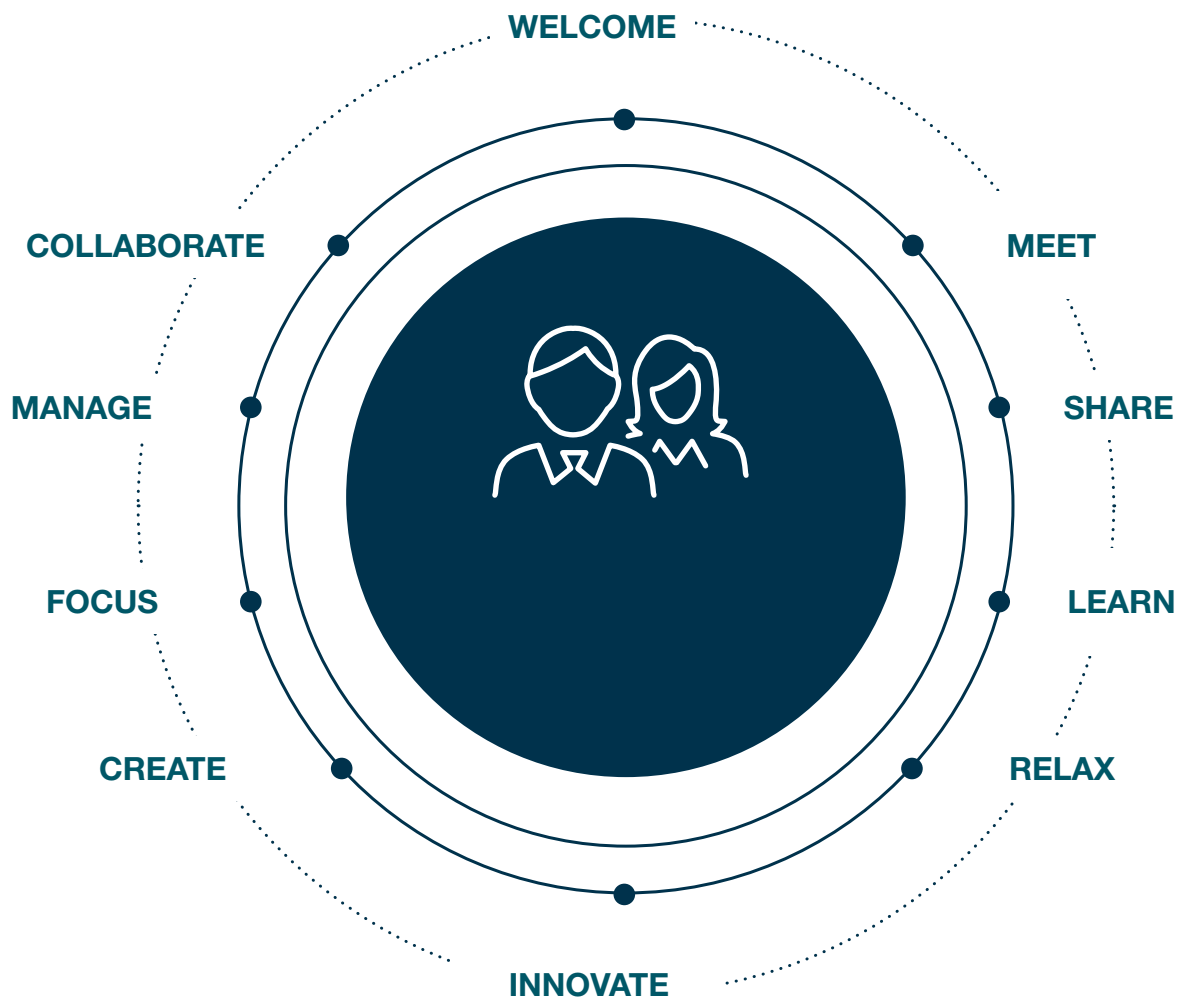 WELCOME
COLLABORATE
MEET
MANAGE
SHARE
FOCUS
LEARN
CREATE
RELAX
INNOVATE